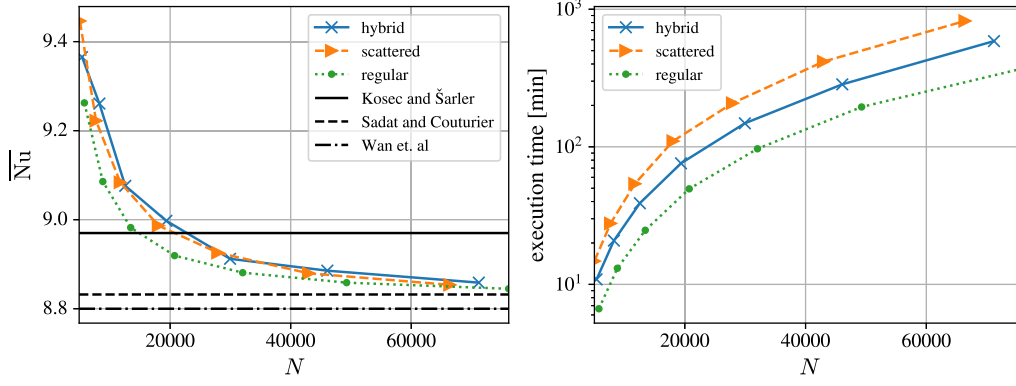 9.4
9.2
9.0
8.8
Nu
20000
40000
60000
N
hybrid
scattered
regular
Kosec and Šarler
Sadat and Couturier
Wan et. al
10³
10²
10¹
execution time [min]
20000
40000
60000
N
hybrid
scattered
regular